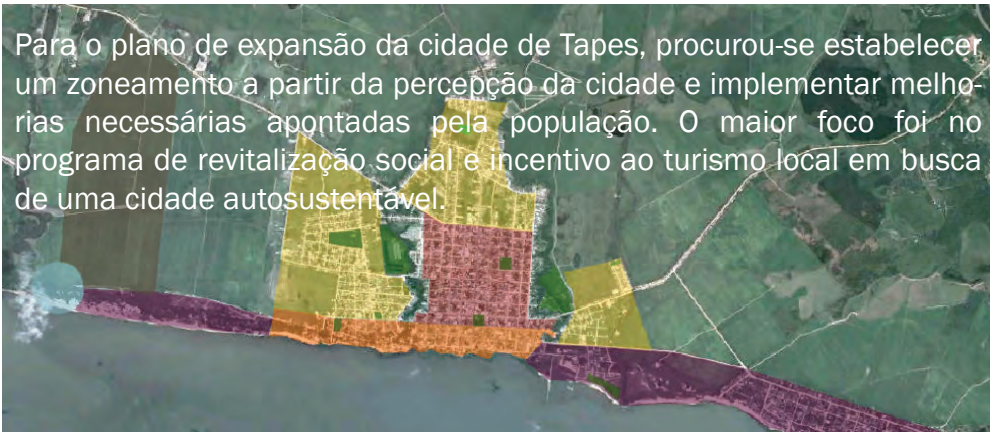 Para o plano de expansão da cidade de Tapes, procurou-se estabelecer
um zoneamento a partir da percepção da cidade e implementar melho-
rias necessárias apontadas pela população. O maior foco foi no
programa de revitalização social e incentivo ao turismo local em busca
de uma cidade autosustentável.